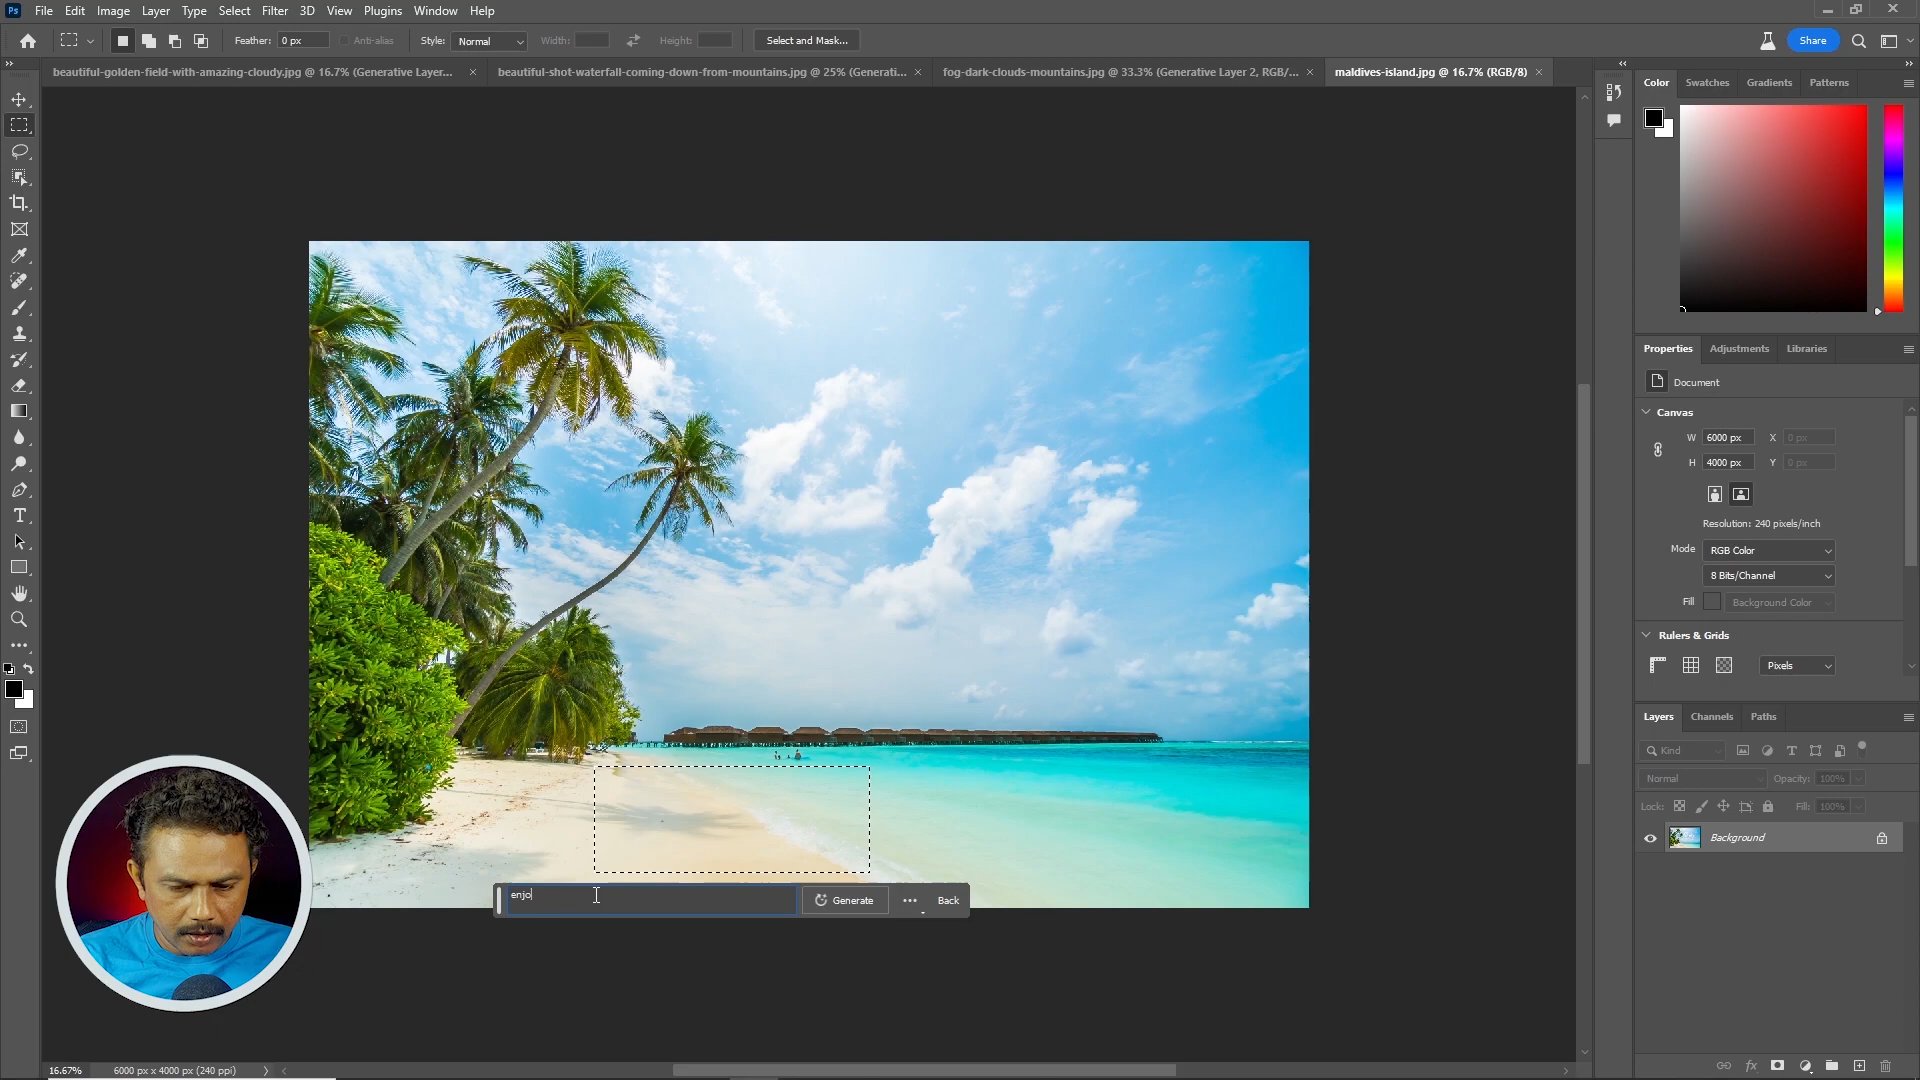 Ps File Edit Image Layer Type Select Filter 3D View Plugins Window Help
Feather: 0 px Anti-alias Style: Normal Width: Height: Select and Mask... Share
beautiful-golden-field-with-amazing-cloudy.jpg @ 16.7% (Generative Layer... × beautiful-shot-waterfall-coming-down-from-mountains.jpg @ 25% (Generati... × fog-dark-clouds-mountains.jpg @ 33.3% (Generative Layer 2, RGB/... × maldives-island.jpg @ 16.7% (RGB/8) ×
Color Swatches Gradients Patterns
Properties Adjustments Libraries
Document
Canvas
W 6000 px X 0 px
H 4000 px Y 0 px
Resolution: 240 pixels/inch
Mode RGB Color
8 Bits/Channel
Fill Background Color
Rulers & Grids
Pixels
Layers Channels Paths
Kind
Normal Opacity: 100%
Lock: Fill: 100%
Background
enjo Generate ••• Back
16.67% 6000 px x 4000 px (240 ppi)